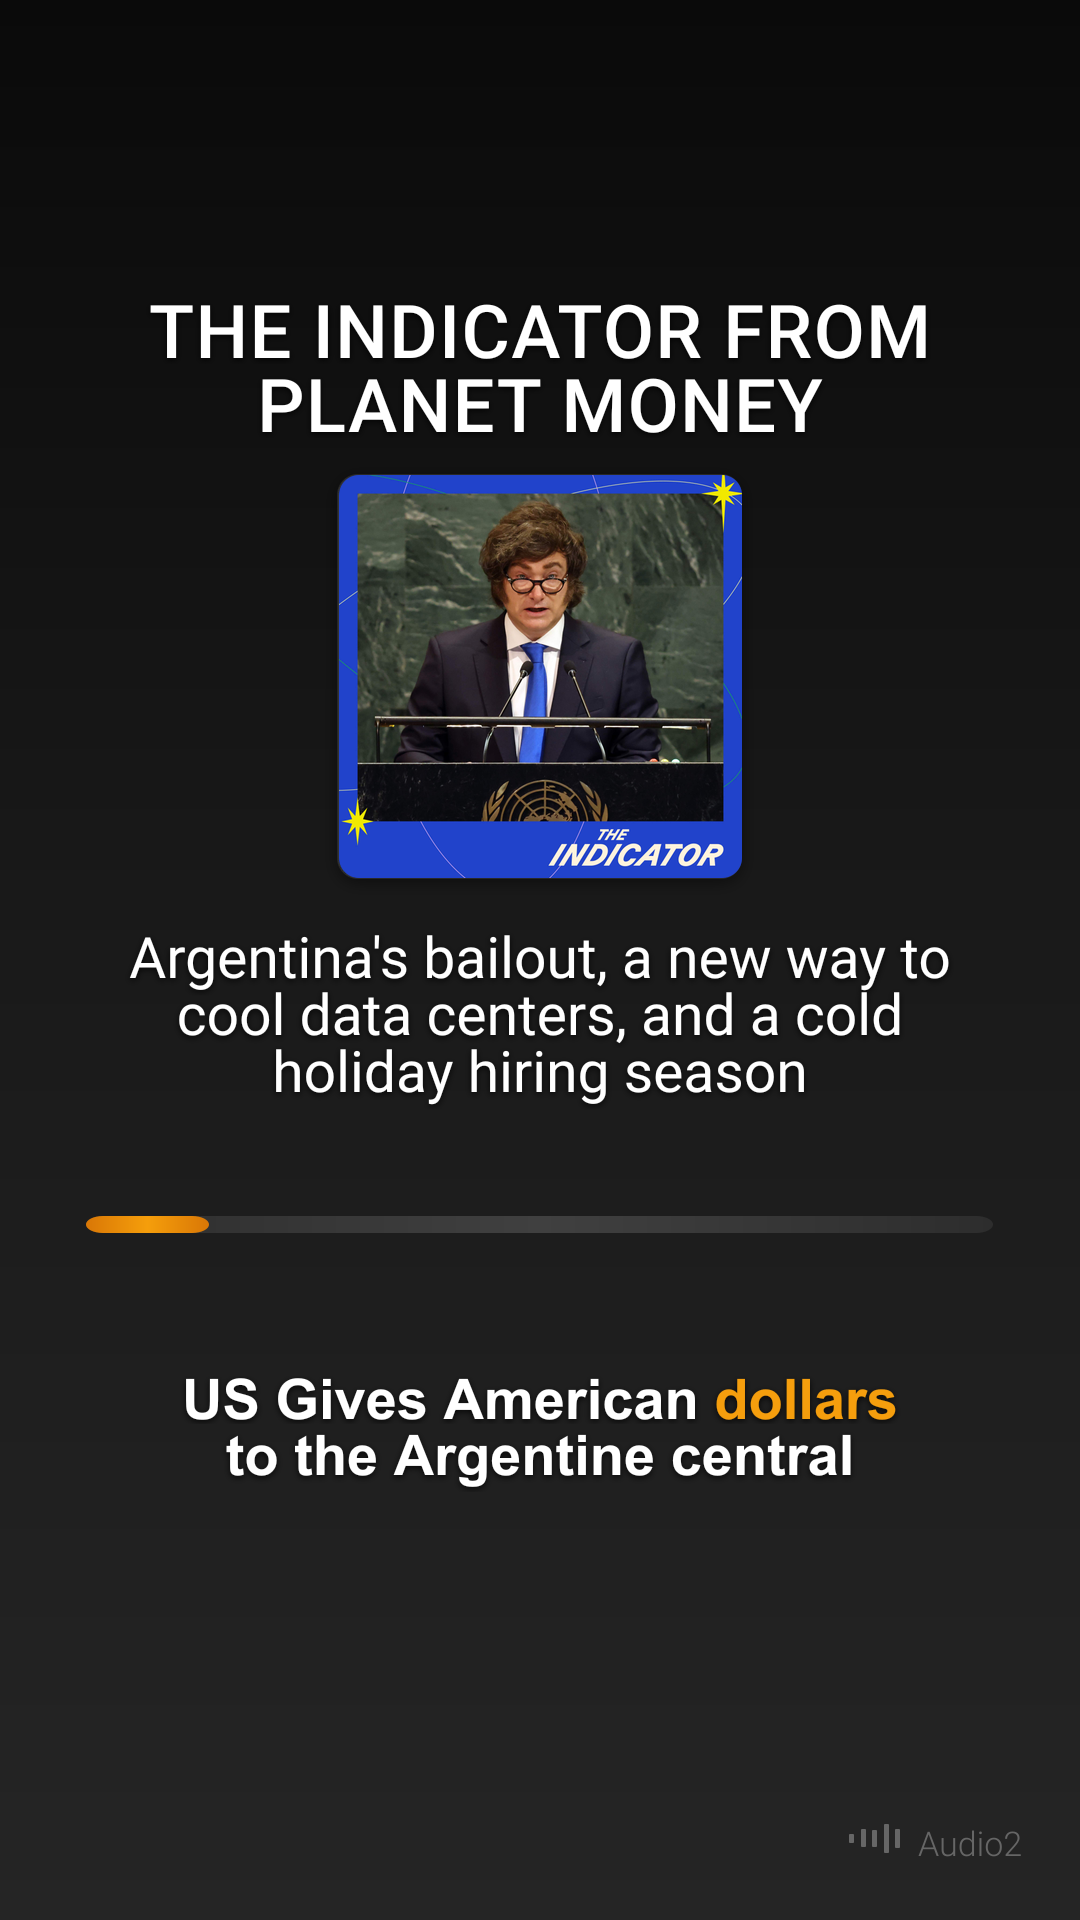 THE INDICATOR FROM
PLANET MONEY
THE
INDICATOR
Argentina's bailout, a new way to
cool data centers, and a cold
holiday hiring season
US Gives American dollars
to the Argentine central
Audio2